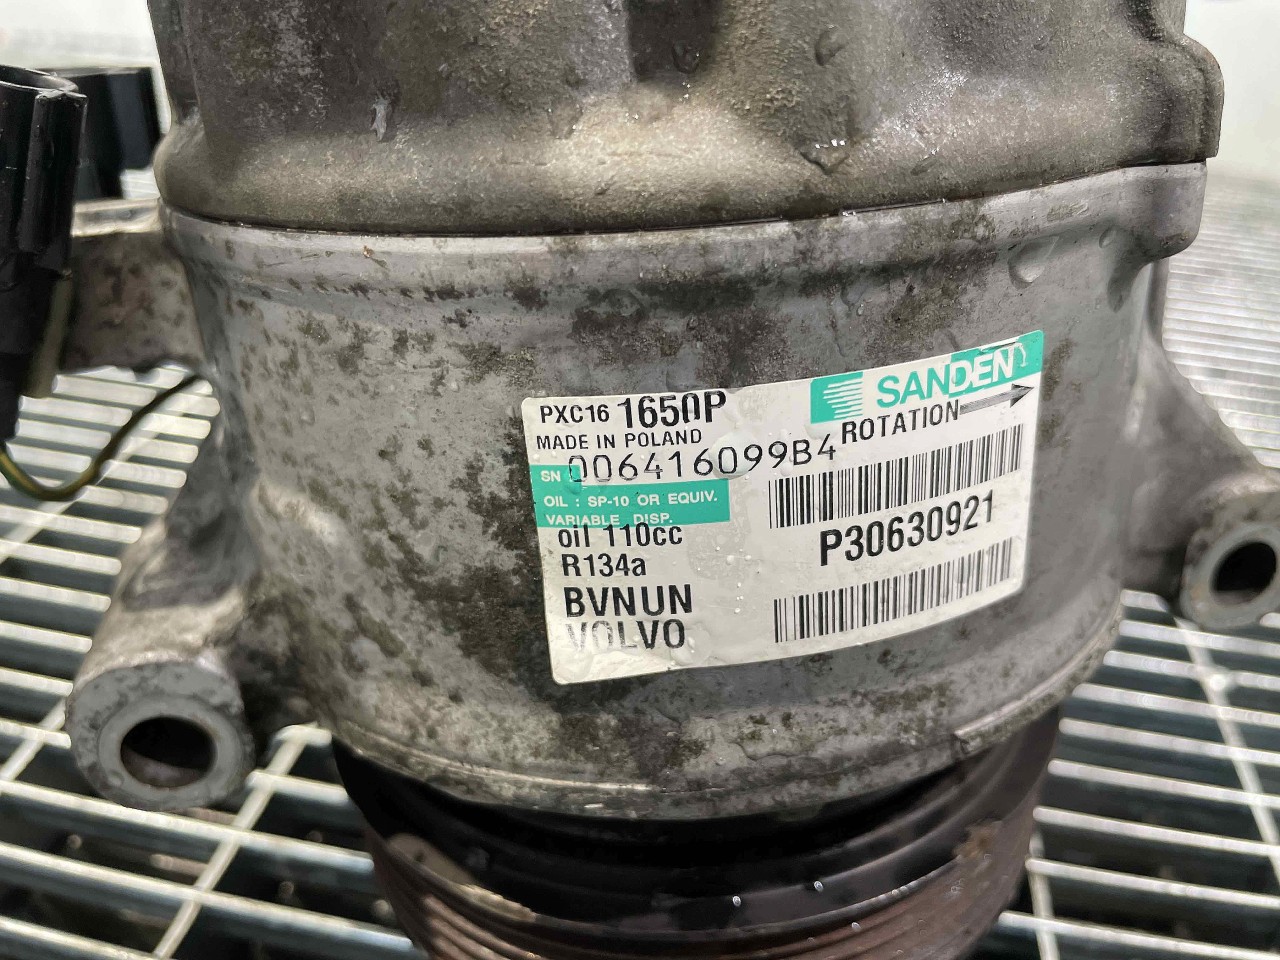 SANDEN
PXC16 1650P
MADE IN POLAND
ROTATION
SN 006416099B4
OIL : SP-10 OR EQUIV.
VARIABLE DISP.
oil 110cc
P30630921
R134a
BVNUN
VOLVO